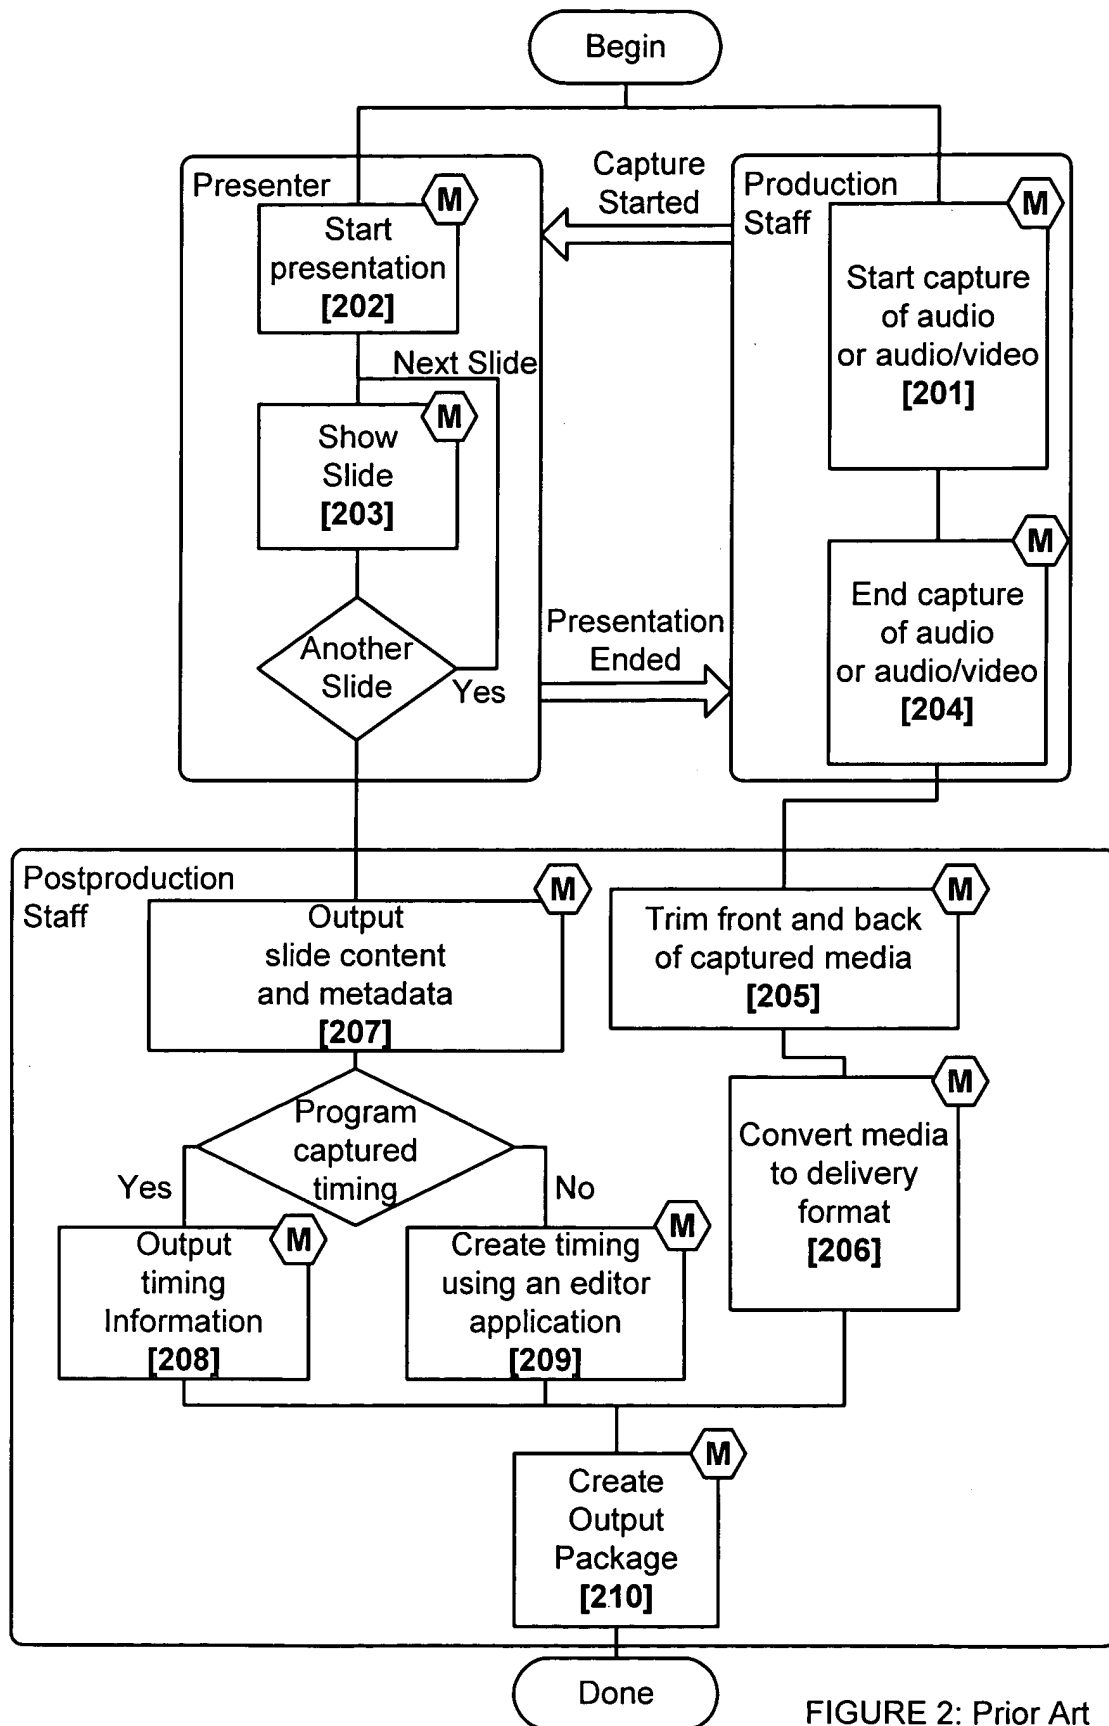 Begin
Presenter
M
Start
presentation
[202]
Next Slide
M
Show
Slide
[203]
Another
Slide
Yes
Capture
Started
Presentation
Ended
Production
Staff
M
Start capture
of audio
or audio/video
[201]
M
End capture
of audio
or audio/video
[204]
Postproduction
Staff
M
Output
slide content
and metadata
[207]
Program
captured
timing
Yes
No
M
Output
timing
Information
[208]
M
Create timing
using an editor
application
[209]
M
Trim front and back
of captured media
[205]
M
Convert media
to delivery
format
[206]
M
Create
Output
Package
[210]
Done
FIGURE 2: Prior Art